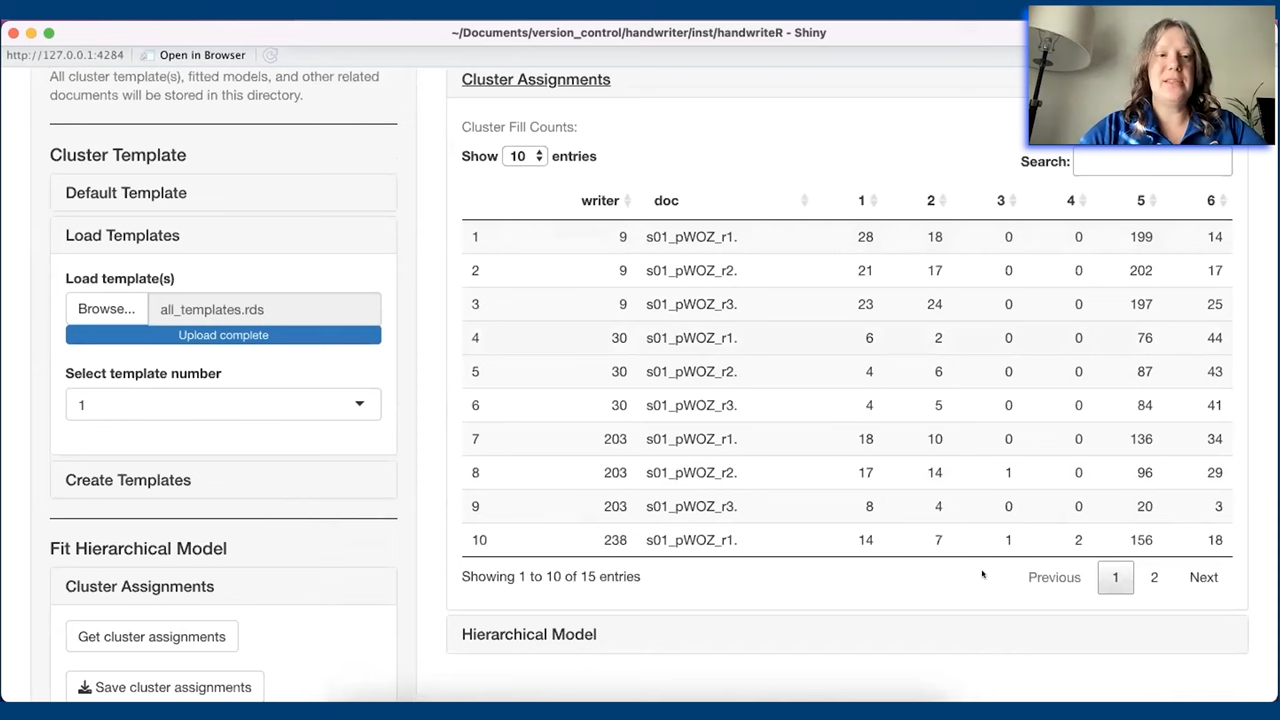 ~/Documents/version_control/handwriter/inst/handwriteR - Shiny
http://127.0.0.1:4284 Open in Browser
All cluster template(s), fitted models, and other related
documents will be stored in this directory.
Cluster Template
Default Template
Load Templates
Load template(s)
Browse... all_templates.rds
Upload complete
Select template number
1
Create Templates
Fit Hierarchical Model
Cluster Assignments
Get cluster assignments
Save cluster assignments
Cluster Assignments
Cluster Fill Counts:
Show 10 entries Search:
writer doc 1 2 3 4 5 6
1 9 s01_pWOZ_r1. 28 18 0 0 199 14
2 9 s01_pWOZ_r2. 21 17 0 0 202 17
3 9 s01_pWOZ_r3. 23 24 0 0 197 25
4 30 s01_pWOZ_r1. 6 2 0 0 76 44
5 30 s01_pWOZ_r2. 4 6 0 0 87 43
6 30 s01_pWOZ_r3. 4 5 0 0 84 41
7 203 s01_pWOZ_r1. 18 10 0 0 136 34
8 203 s01_pWOZ_r2. 17 14 1 0 96 29
9 203 s01_pWOZ_r3. 8 4 0 0 20 3
10 238 s01_pWOZ_r1. 14 7 1 2 156 18
Showing 1 to 10 of 15 entries Previous 1 2 Next
Hierarchical Model